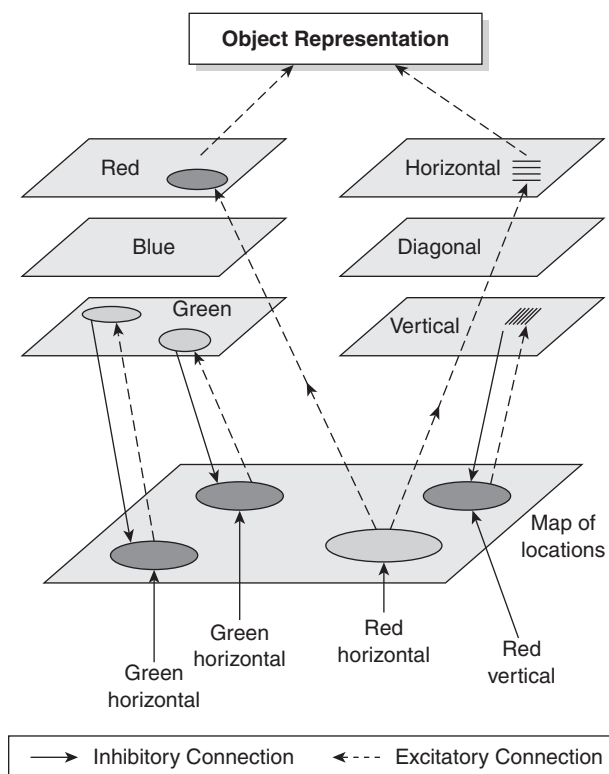 Object Representation
Red
Horizontal
Blue
Diagonal
Green
Vertical
Map of
locations
Green
horizontal
Green
horizontal
Red
horizontal
Red
vertical
Inhibitory Connection
Excitatory Connection